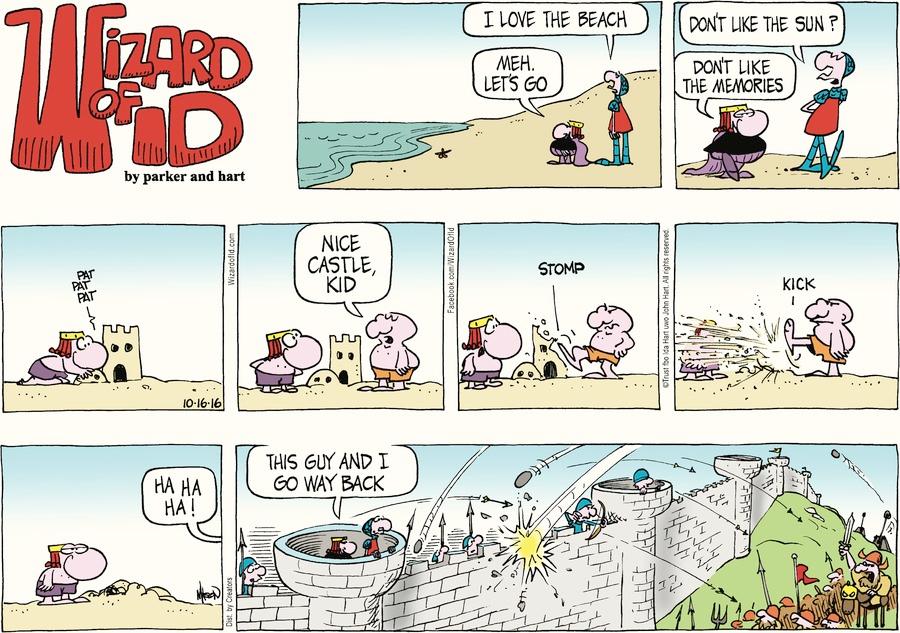 WIZARD
OF
ID
by parker and hart
I LOVE THE BEACH
MEH.
LET'S GO
DON'T LIKE THE SUN ?
DON'T LIKE
THE MEMORIES
PAT
PAT
PAT
10-16-16
Wizardofid.com
NICE
CASTLE,
KID
Facebook.com/WizardOfId
STOMP
©Trust fbo Ida Hart uwo John Hart. All rights reserved.
KICK
HA HA
HA!
Dist. by Creators
THIS GUY AND I
GO WAY BACK